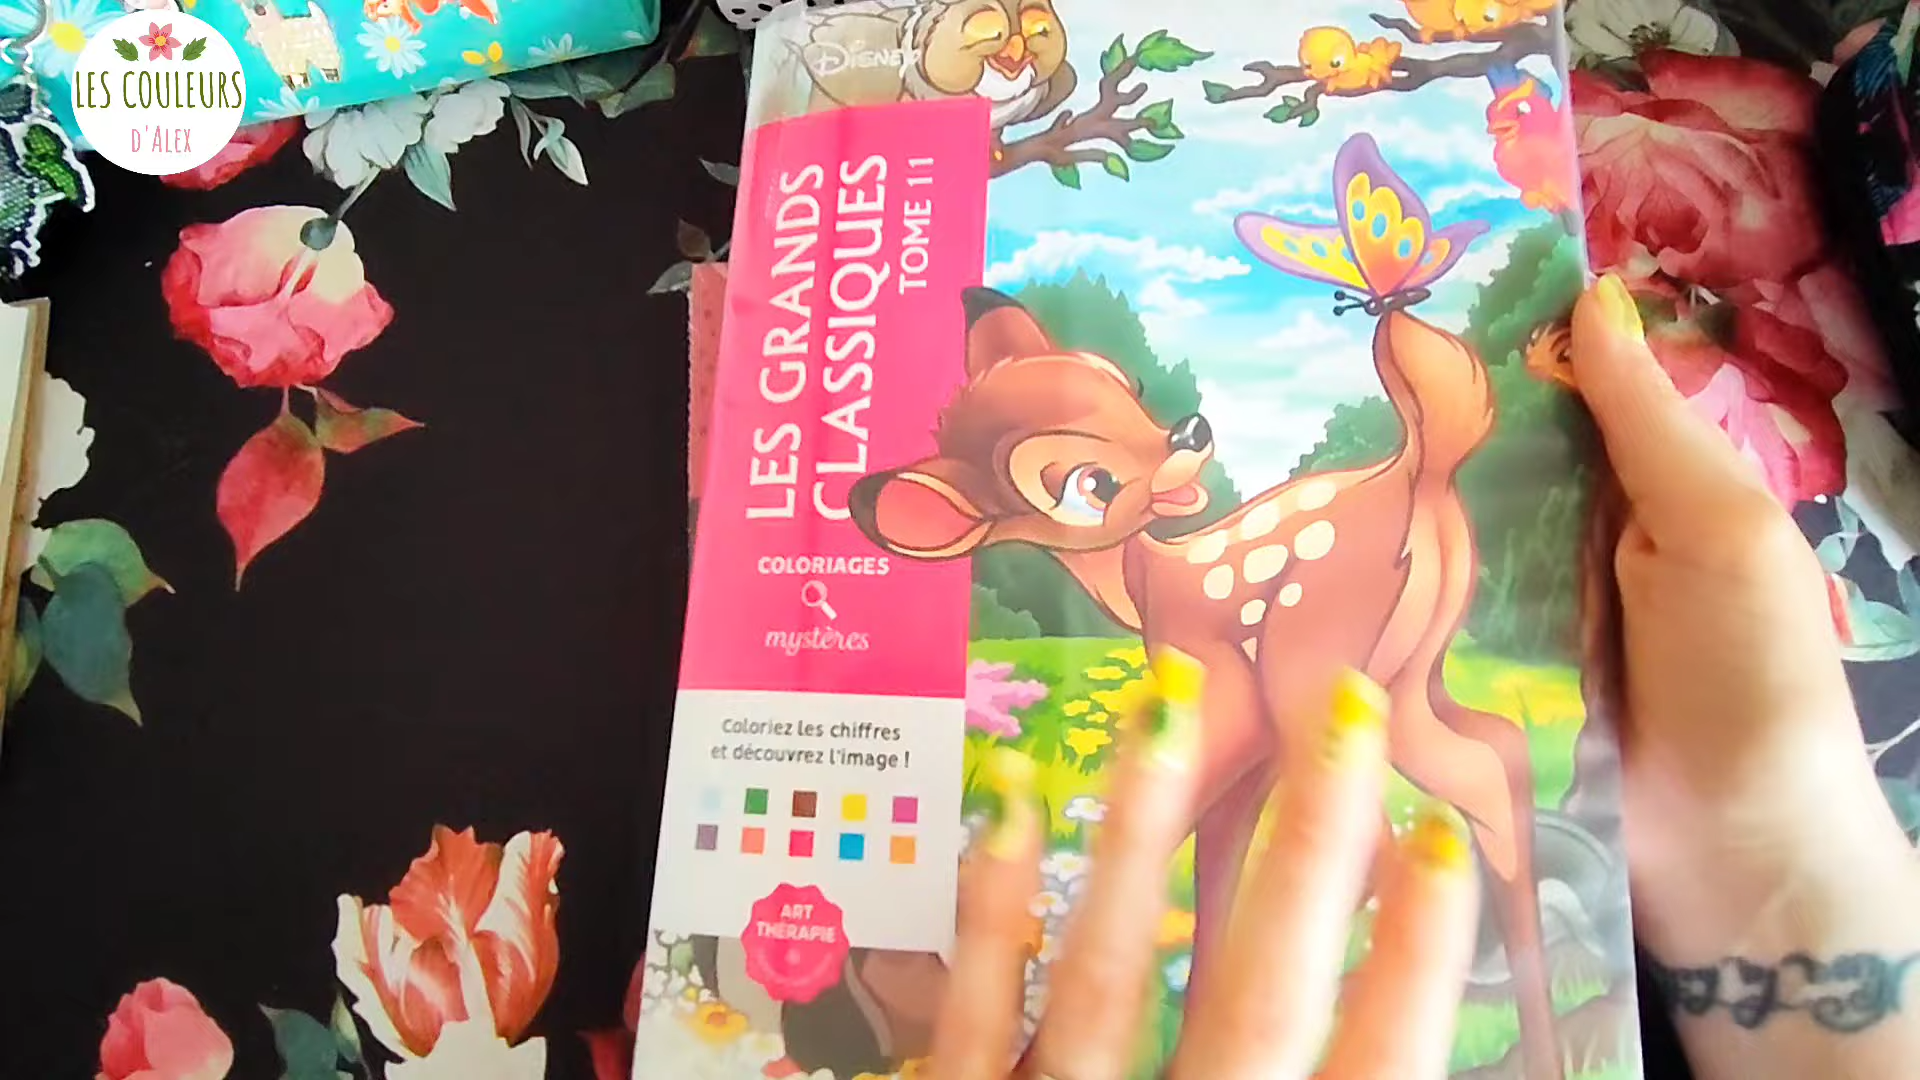 LES COULEURS
d'ALEX
DISNEY
LES GRANDS
CLASSIQUES
TOME 11
COLORIAGES
mystères
Coloriez les chiffres
et découvrez l'image !
ART
THÉRAPIE